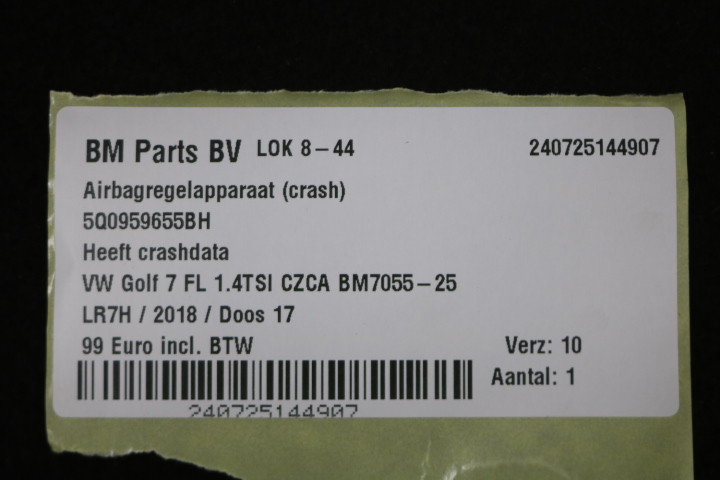 BM Parts BV LOK 8-44 240725144907
Airbagregelapparaat (crash)
5Q0959655BH
Heeft crashdata
VW Golf 7 FL 1.4TSI CZCA BM7055-25
LR7H / 2018 / Doos 17
99 Euro incl. BTW Verz: 10
Aantal: 1
240725144907